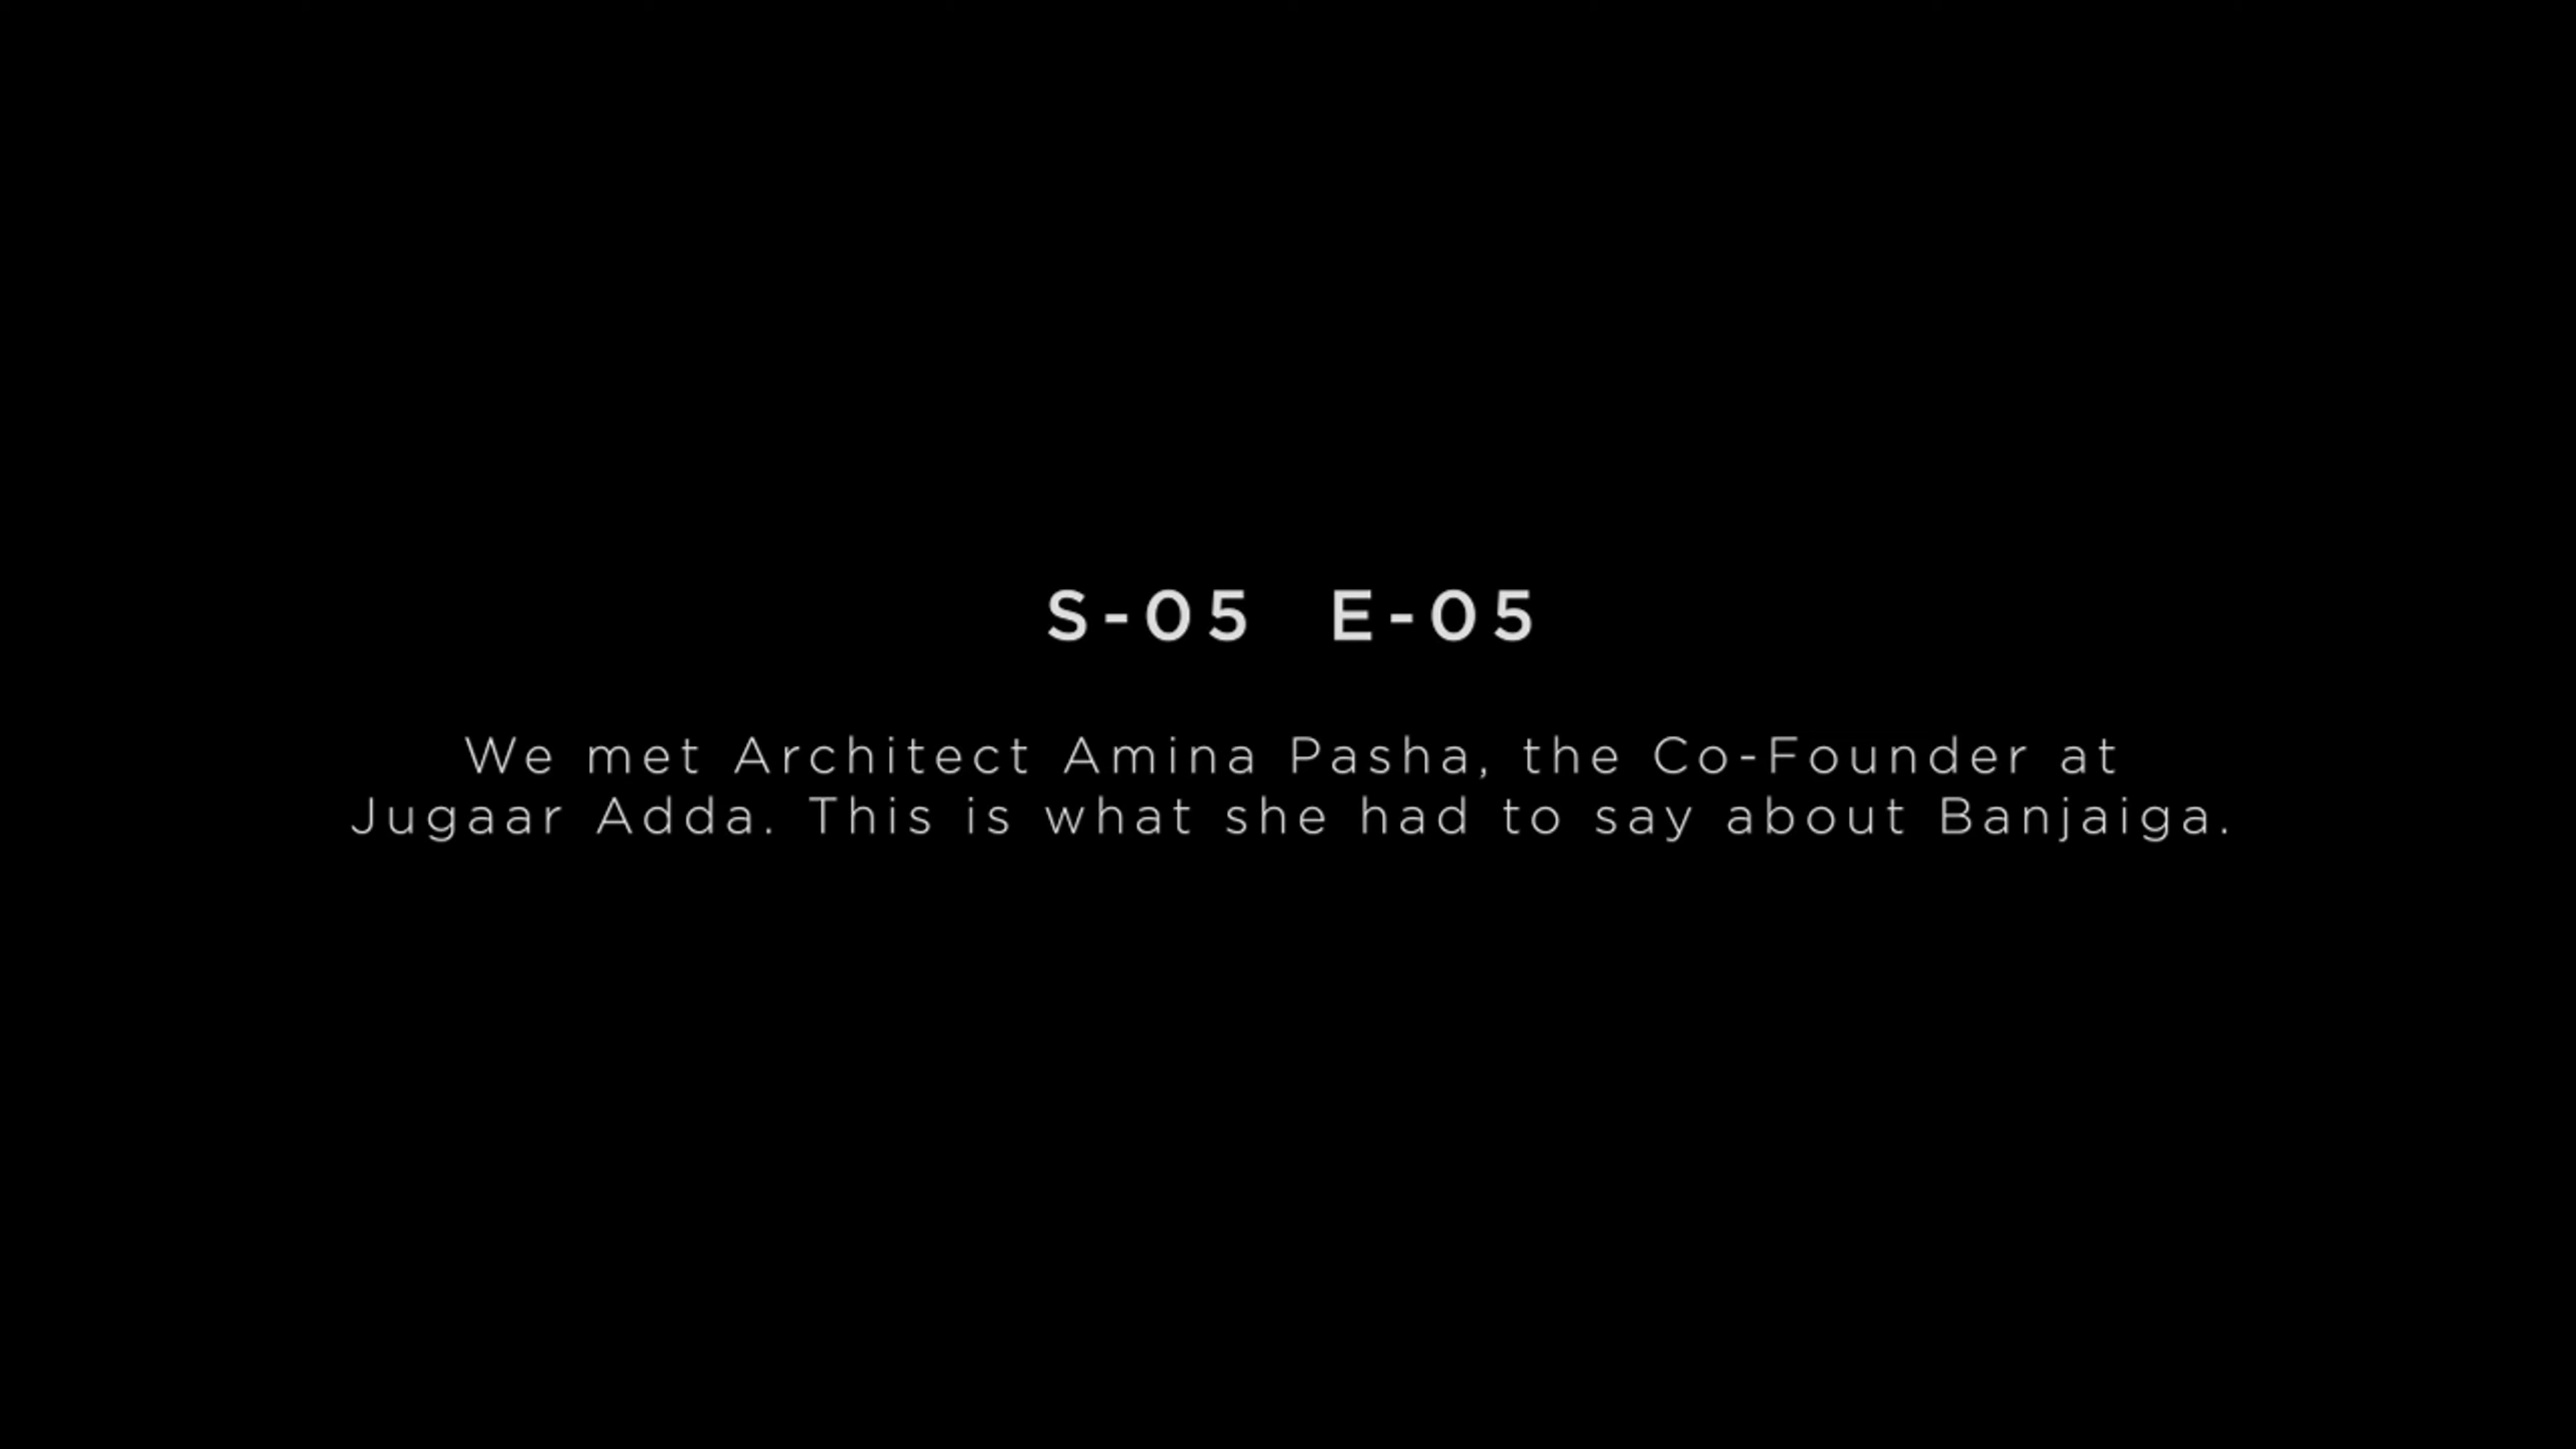 S-05 E-05
We met Architect Amina Pasha, the Co-Founder at
Jugaar Adda. This is what she had to say about Banjaiga.